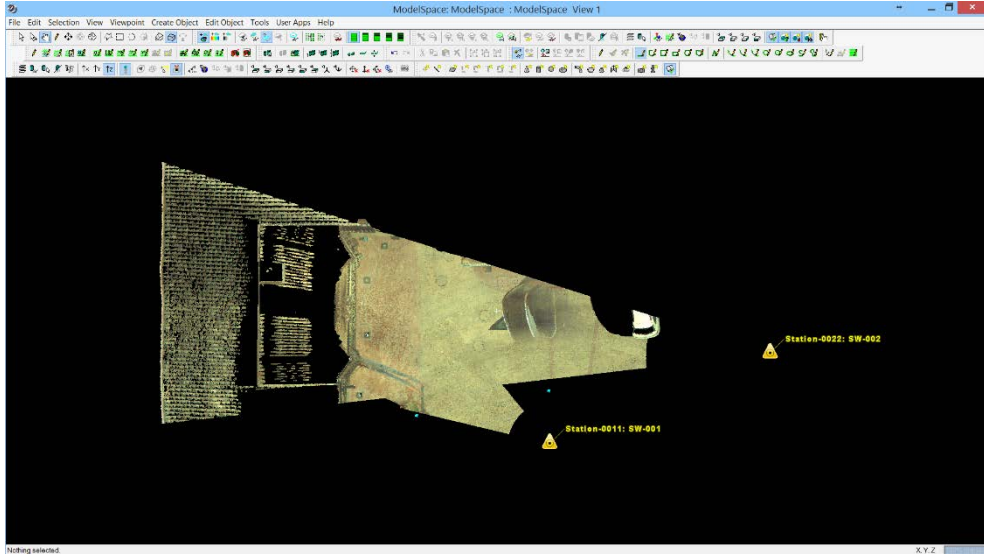 ModelSpace: ModelSpace : ModelSpace View 1
File Edit Selection View Viewpoint Create Object Edit Object Tools User Apps Help
Station-0022: SW-002
Station-0011: SW-001
Nothing selected.
X, Y, Z